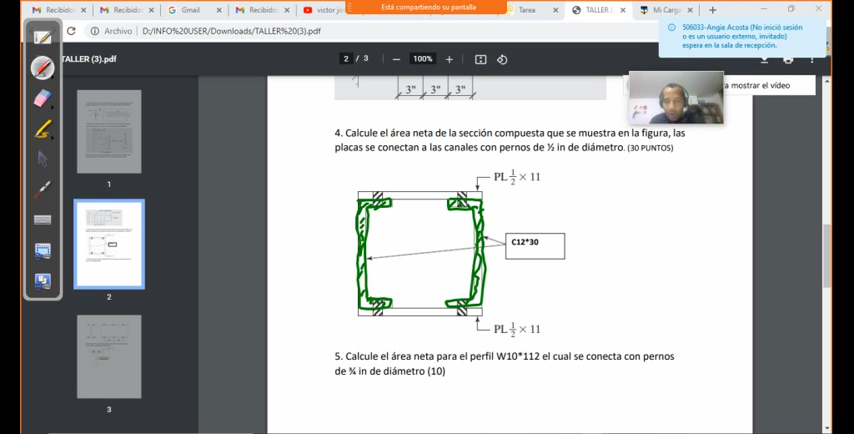 Está compartiendo su pantalla
Recibidos
Gmail
Recibido
Recibidos
victor jo
Tarea
TALLER
Mi Carga
Archivo D:/INFO%20USER/Downloads/TALLER%20(3).pdf
506033-Angie Acosta (No inició sesión
o es un usuario externo, invitado)
espera en la sala de recepción.
TALLER (3).pdf
2 / 3
100%
a mostrar el vídeo
1
2
3
3" 3" 3"
4. Calcule el área neta de la sección compuesta que se muestra en la figura, las
placas se conectan a las canales con pernos de ½ in de diámetro. (30 PUNTOS)
PL 1/2 × 11
C12*30
PL 1/2 × 11
5. Calcule el área neta para el perfil W10*112 el cual se conecta con pernos
de ¾ in de diámetro (10)